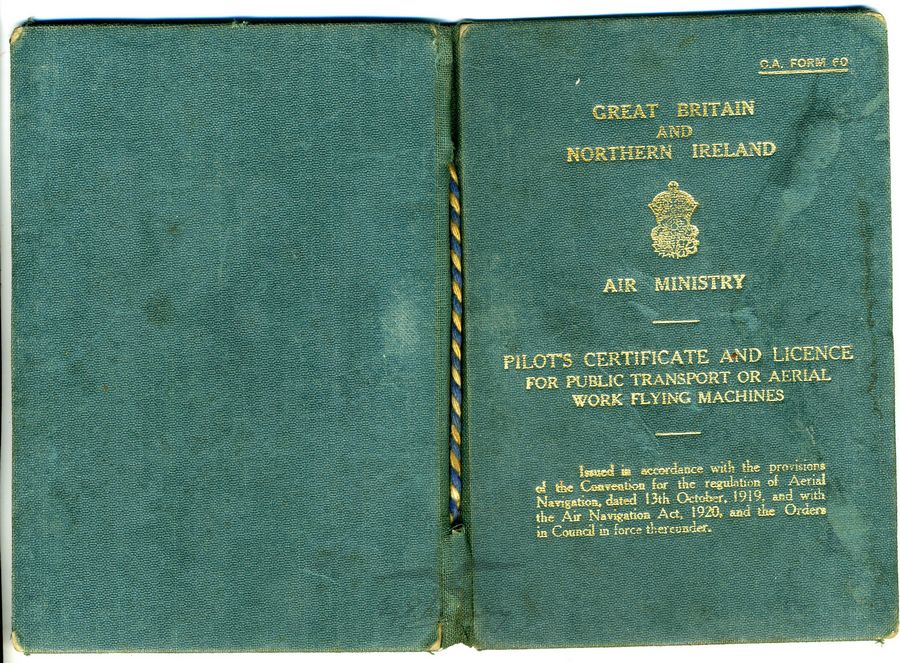 C.A. FORM 60
GREAT BRITAIN
AND
NORTHERN IRELAND
AIR MINISTRY
PILOT'S CERTIFICATE AND LICENCE
FOR PUBLIC TRANSPORT OR AERIAL
WORK FLYING MACHINES
Issued in accordance with the provisions
of the Convention for the regulation of Aerial
Navigation, dated 13th October, 1919, and with
the Air Navigation Act, 1920, and the Orders
in Council in force thereunder.